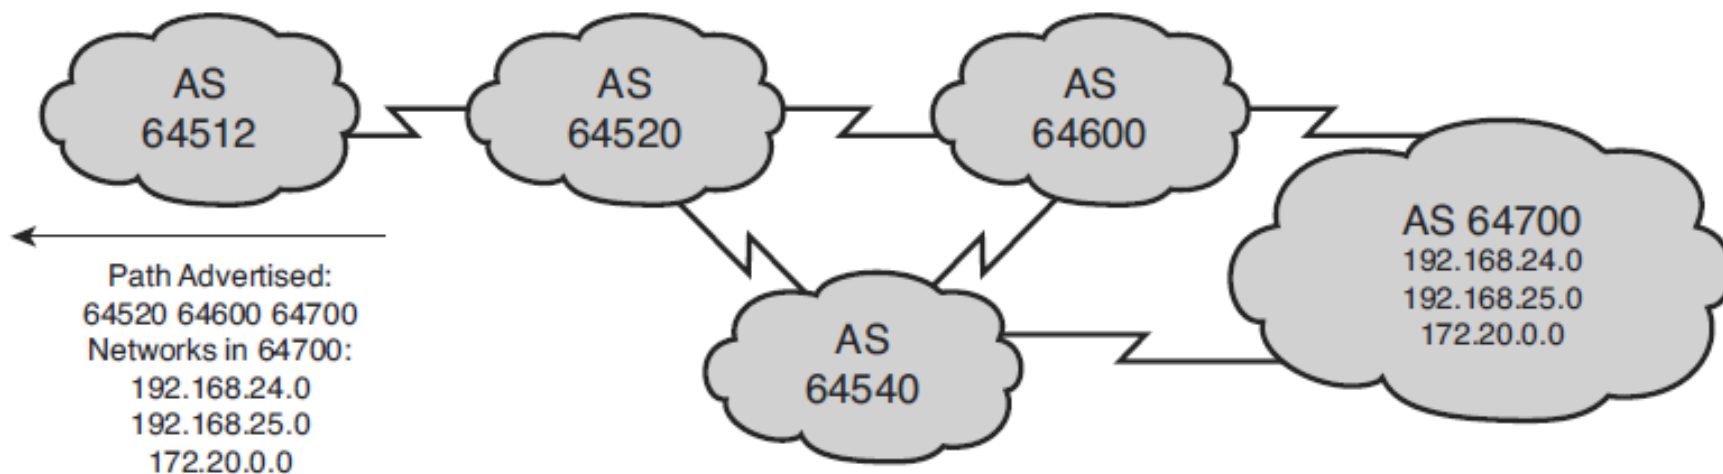 AS
64512
AS
64520
AS
64600
AS 64700
192.168.24.0
192.168.25.0
172.20.0.0
AS
64540
Path Advertised:
64520 64600 64700
Networks in 64700:
192.168.24.0
192.168.25.0
172.20.0.0